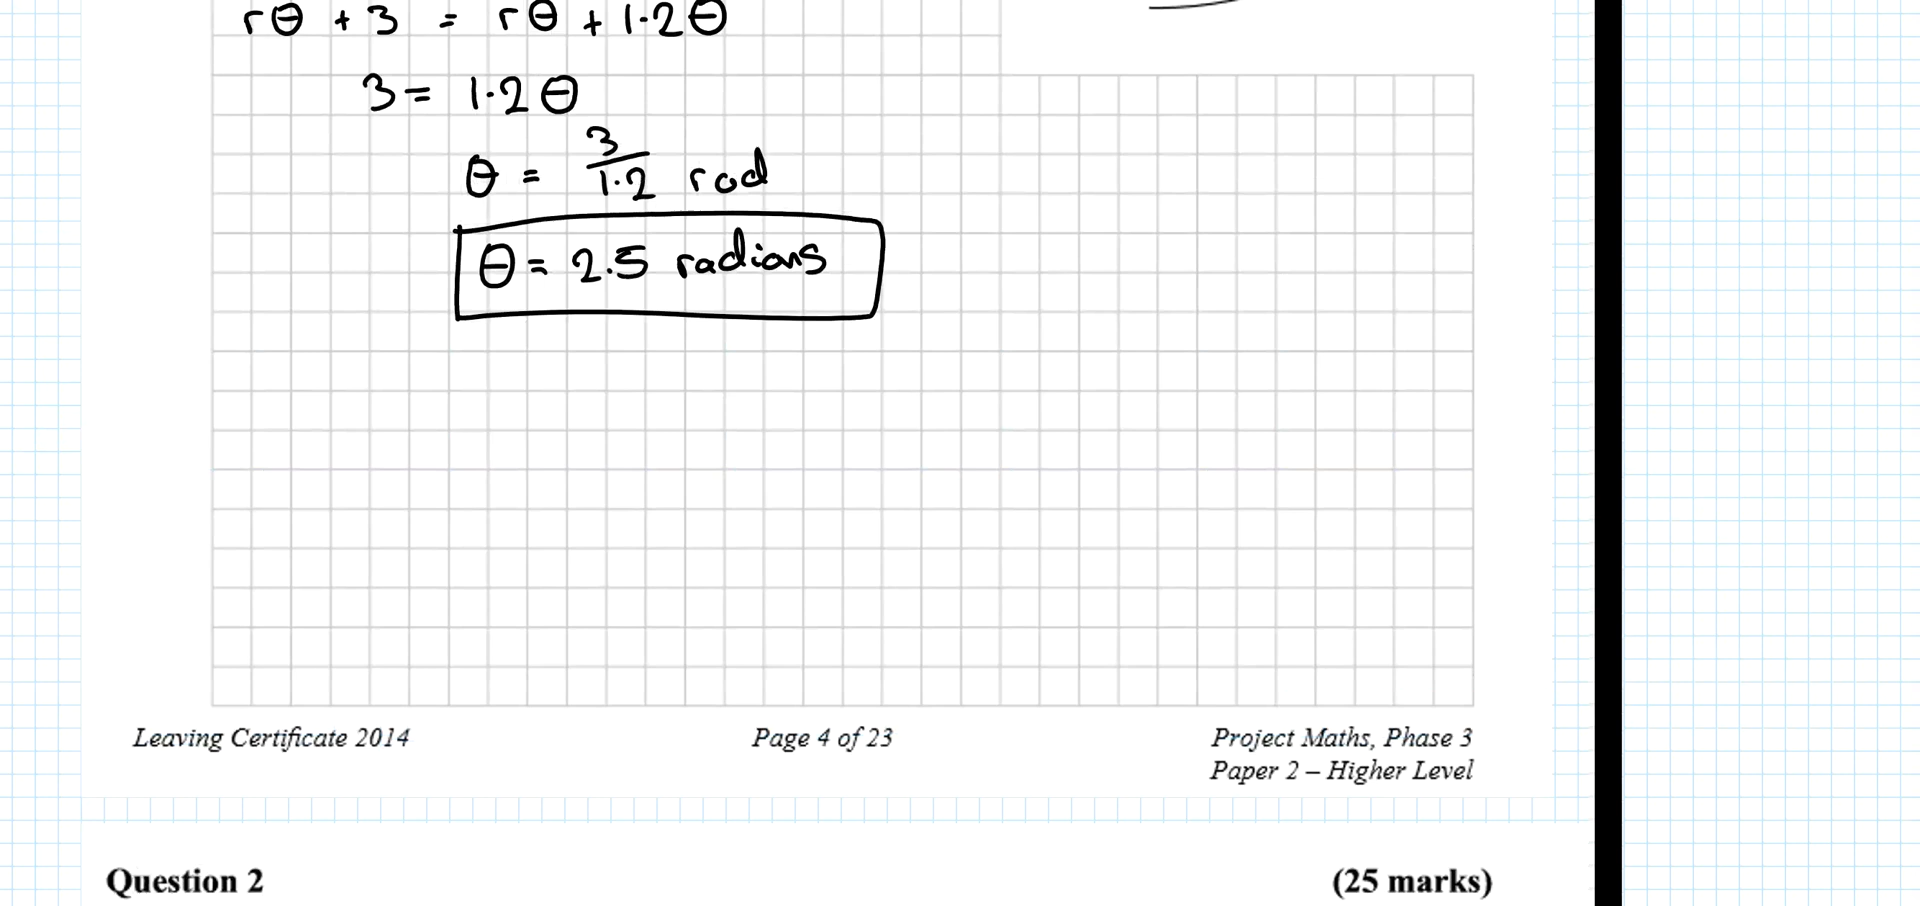 rθ + 3 = rθ + 1.2θ
3 = 1.2θ
θ = 3/1.2 rad
θ = 2.5 radians
Leaving Certificate 2014
Page 4 of 23
Project Maths, Phase 3
Paper 2 – Higher Level
Question 2
(25 marks)